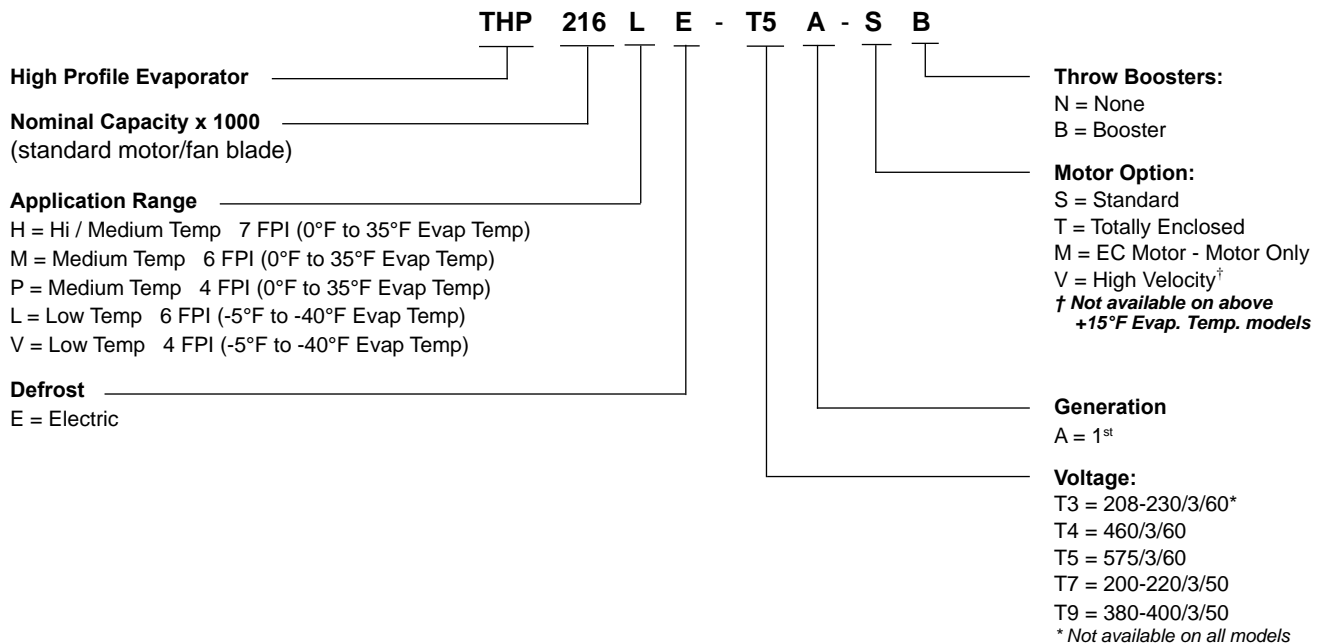 THP 216 L E - T5 A - S B
High Profile Evaporator
Nominal Capacity x 1000
(standard motor/fan blade)
Application Range
H = Hi / Medium Temp 7 FPI (0°F to 35°F Evap Temp)
M = Medium Temp 6 FPI (0°F to 35°F Evap Temp)
P = Medium Temp 4 FPI (0°F to 35°F Evap Temp)
L = Low Temp 6 FPI (-5°F to -40°F Evap Temp)
V = Low Temp 4 FPI (-5°F to -40°F Evap Temp)
Defrost
E = Electric
Throw Boosters:
N = None
B = Booster
Motor Option:
S = Standard
T = Totally Enclosed
M = EC Motor - Motor Only
V = High Velocity†
† Not available on above
+15°F Evap. Temp. models
Generation
A = 1st
Voltage:
T3 = 208-230/3/60*
T4 = 460/3/60
T5 = 575/3/60
T7 = 200-220/3/50
T9 = 380-400/3/50
* Not available on all models